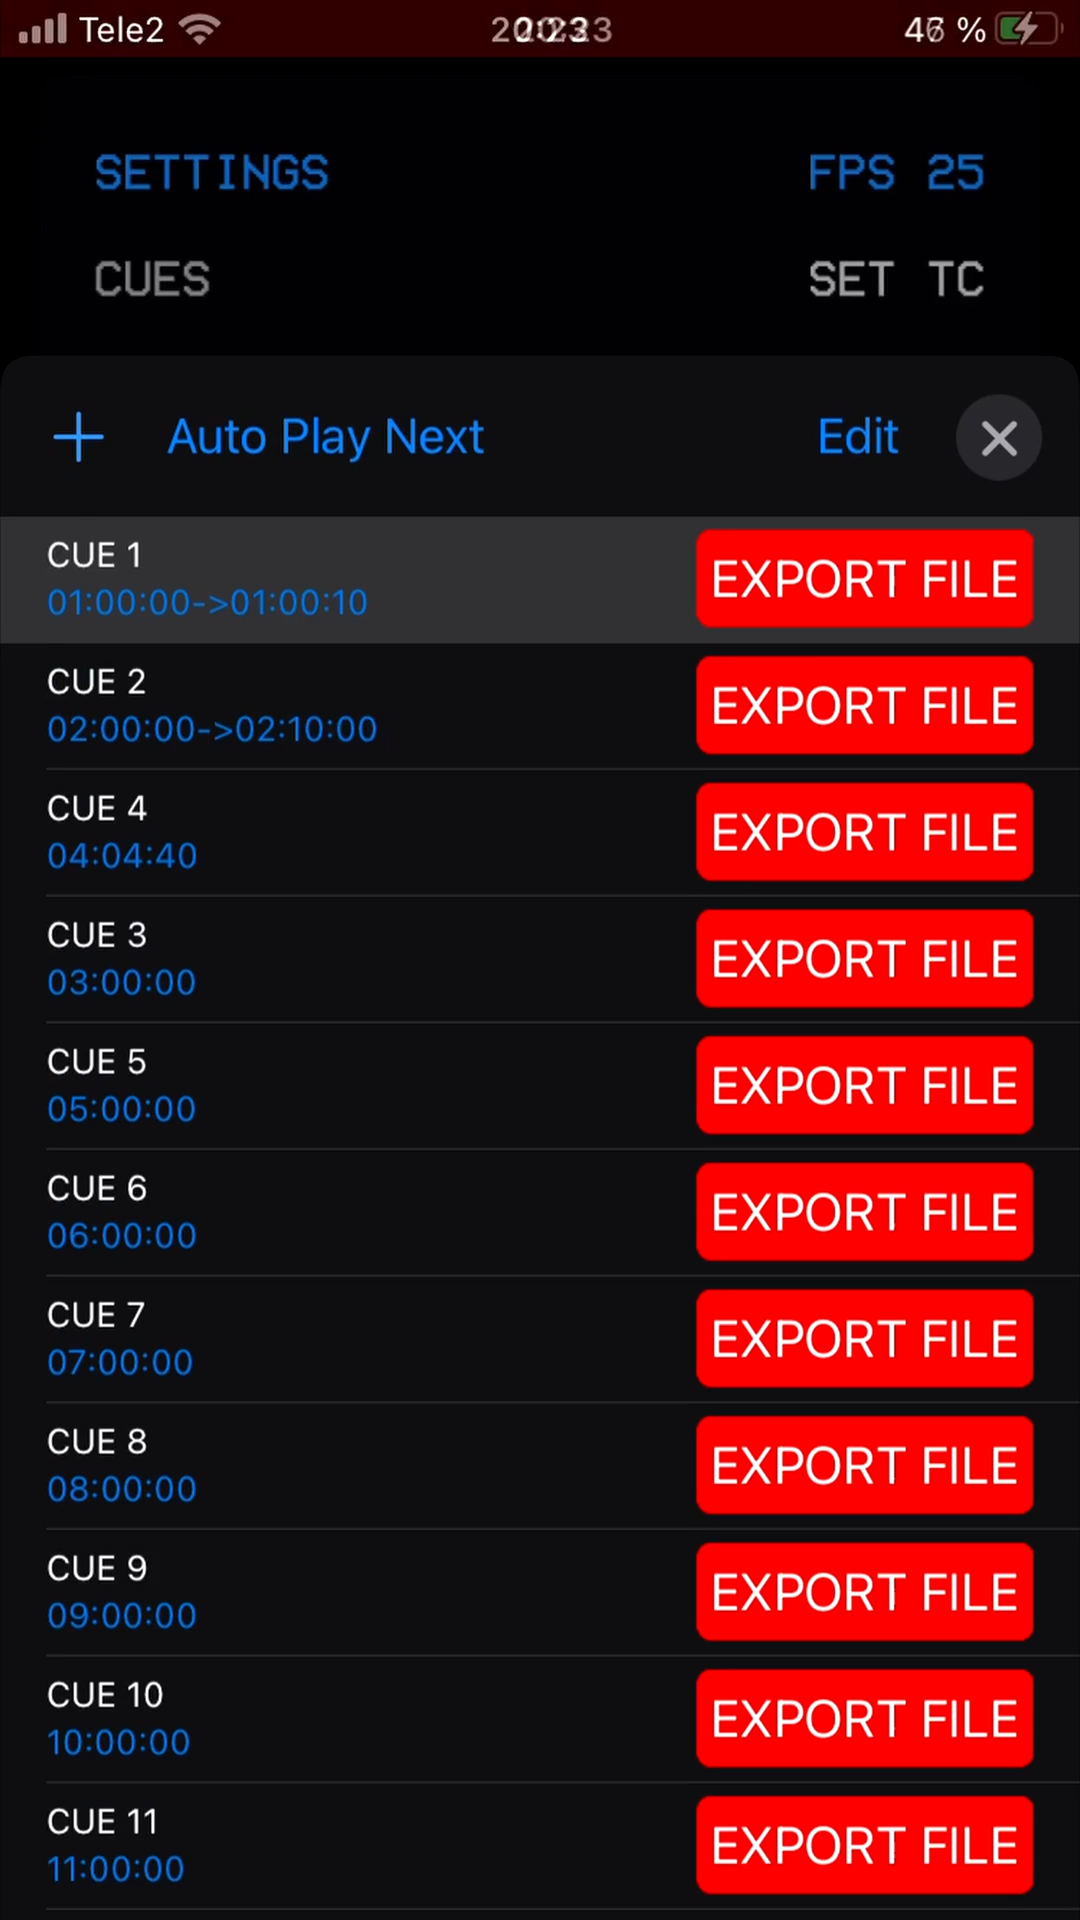 Tele2
%
SETTINGS FPS 25
CUES SET TC
Auto Play Next Edit
CUE 1
01:00:00->01:00:10
EXPORT FILE
CUE 2
02:00:00->02:10:00
EXPORT FILE
CUE 4
04:04:40
EXPORT FILE
CUE 3
03:00:00
EXPORT FILE
CUE 5
05:00:00
EXPORT FILE
CUE 6
06:00:00
EXPORT FILE
CUE 7
07:00:00
EXPORT FILE
CUE 8
08:00:00
EXPORT FILE
CUE 9
09:00:00
EXPORT FILE
CUE 10
10:00:00
EXPORT FILE
CUE 11
11:00:00
EXPORT FILE